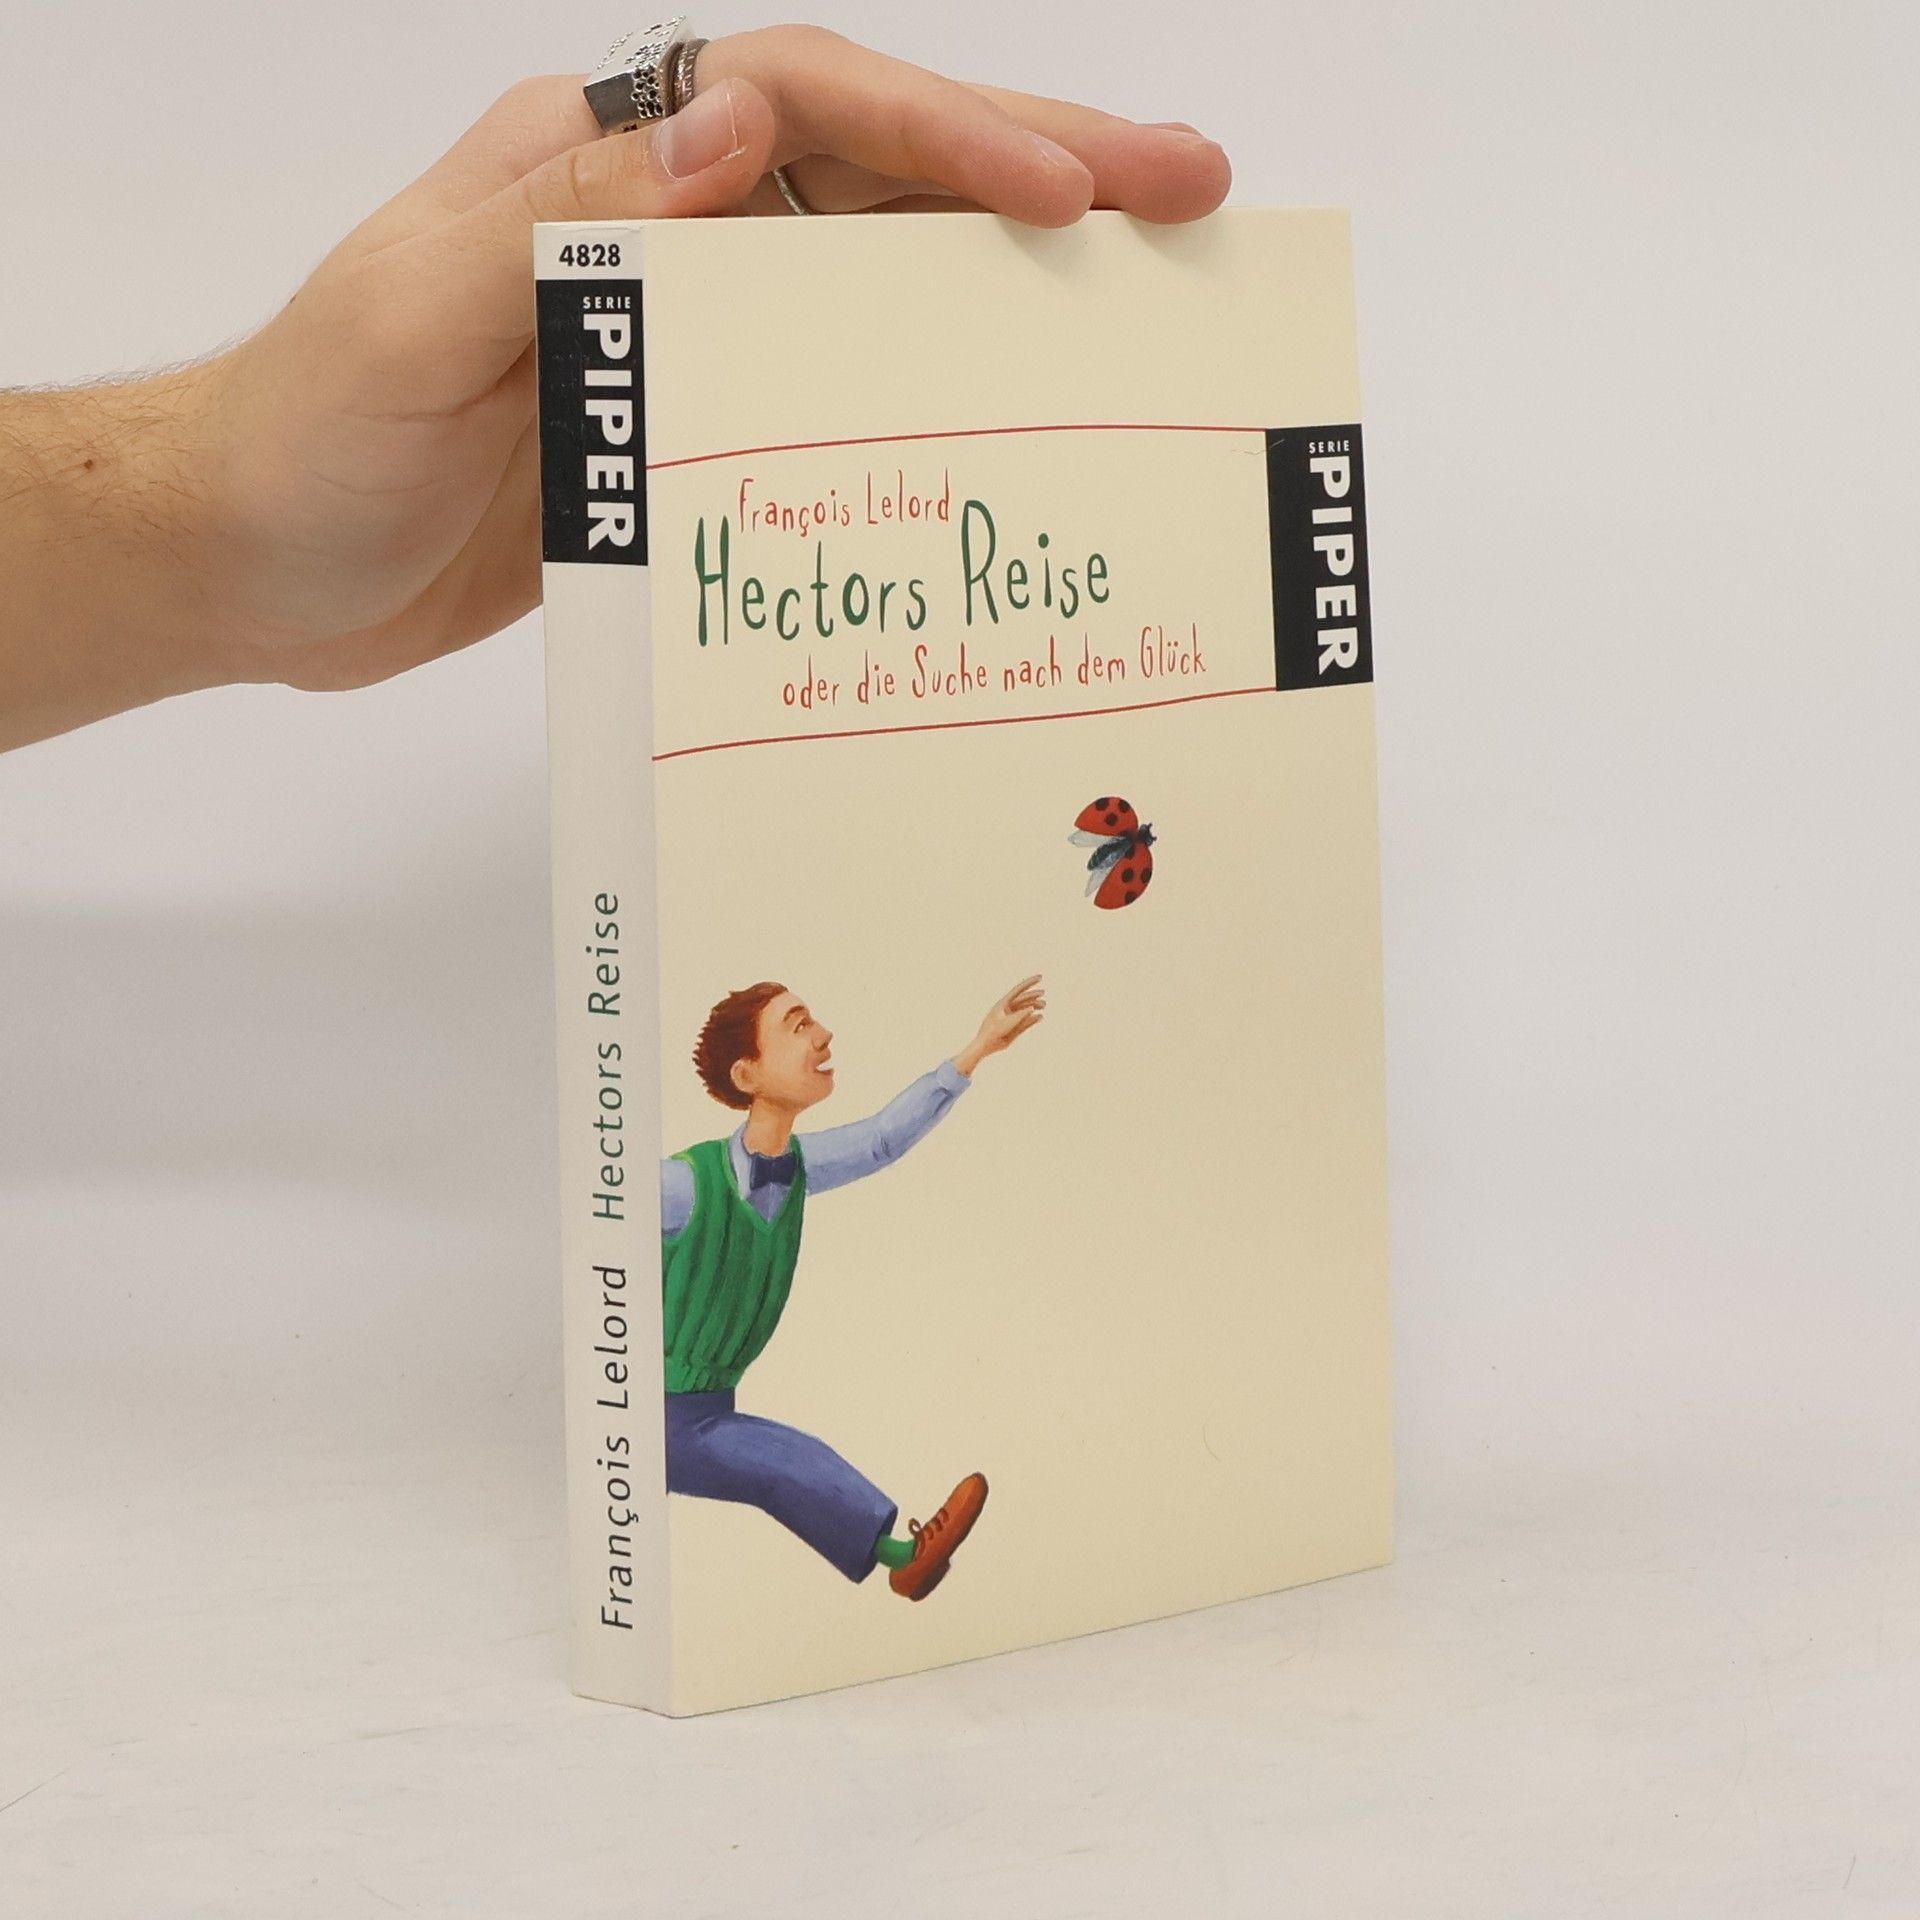 4828
SERIE
PIPER
François Lelord Hectors Reise
François Lelord
Hectors Reise
oder die Suche nach dem Glück
SERIE
PIPER